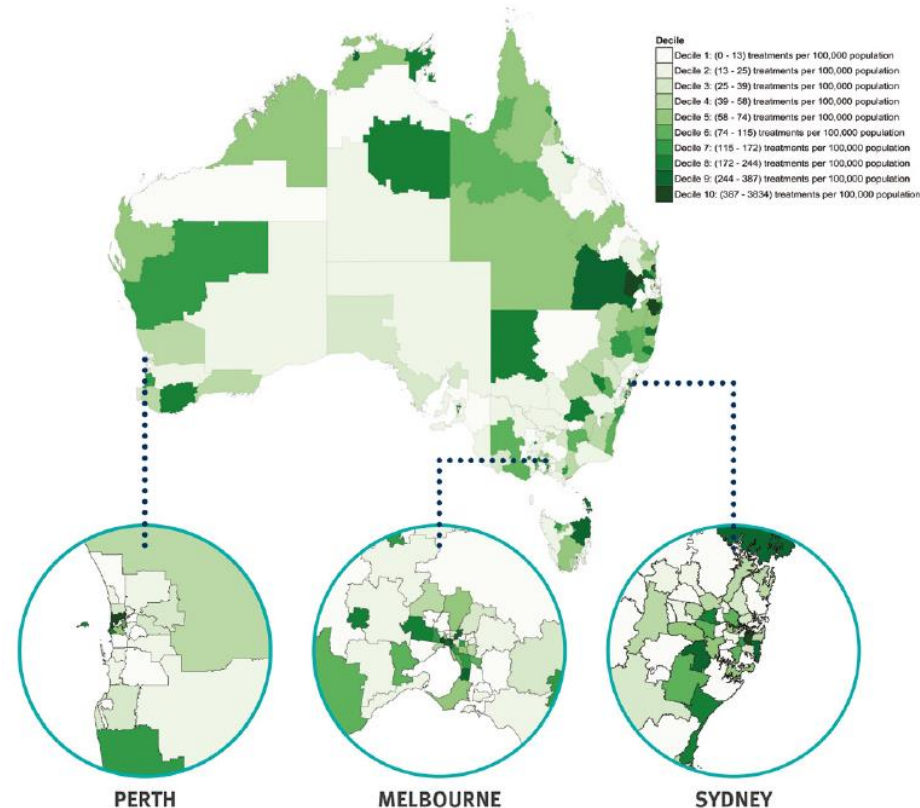 Decile
Decile 1: (0 - 13) treatments per 100,000 population
Decile 2: (13 - 25) treatments per 100,000 population
Decile 3: (25 - 39) treatments per 100,000 population
Decile 4: (39 - 58) treatments per 100,000 population
Decile 5: (58 - 74) treatments per 100,000 population
Decile 6: (74 - 115) treatments per 100,000 population
Decile 7: (115 - 172) treatments per 100,000 population
Decile 8: (172 - 244) treatments per 100,000 population
Decile 9: (244 - 387) treatments per 100,000 population
Decile 10: (387 - 3834) treatments per 100,000 population
PERTH
MELBOURNE
SYDNEY